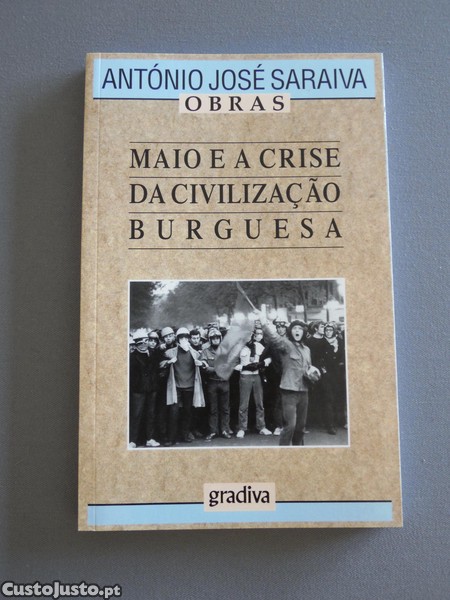 ANTÓNIO JOSÉ SARAIVA
OBRAS
MAIO E A CRISE
DA CIVILIZAÇÃO
BURGUESA
gradiva
CustoJusto.pt